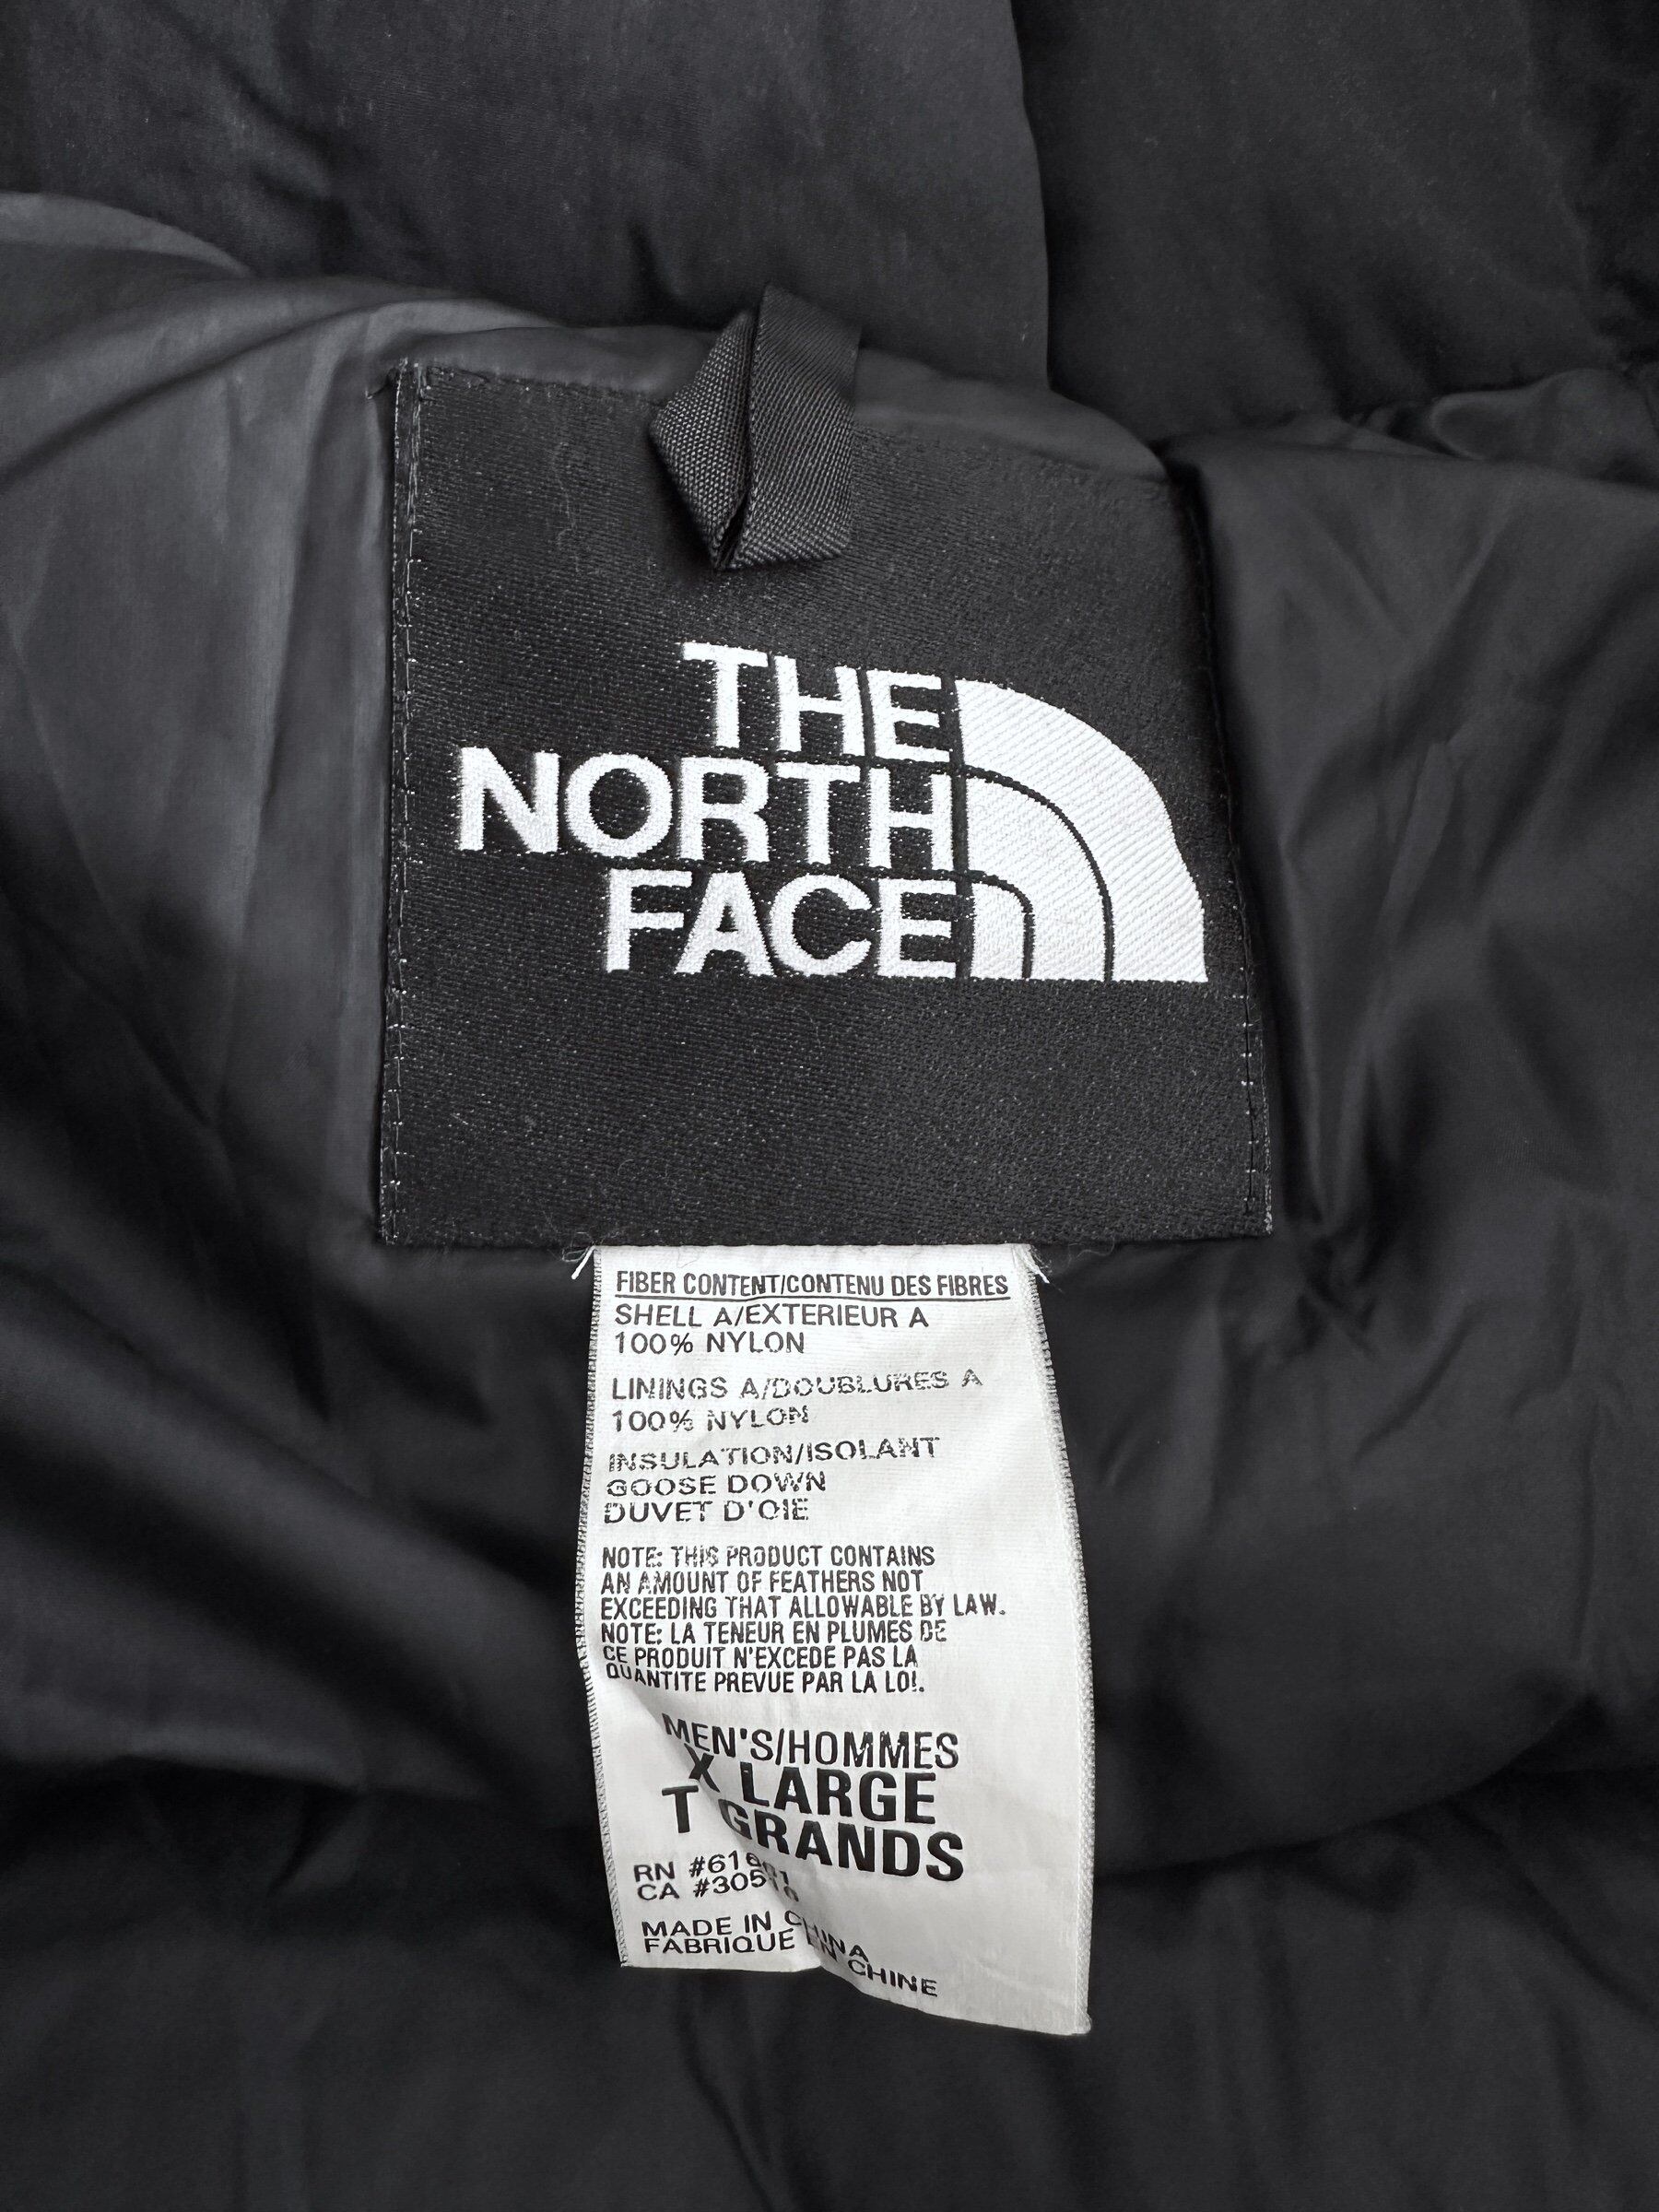 THE
NORTH
FACE
FIBER CONTENT/CONTENU DES FIBRES
SHELL A/EXTERIEUR A
100% NYLON
LININGS A/DOUBLURES A
100% NYLON
INSULATION/ISOLANT
GOOSE DOWN
DUVET D'OIE
NOTE: THIS PRODUCT CONTAINS
AN AMOUNT OF FEATHERS NOT
EXCEEDING THAT ALLOWABLE BY LAW.
NOTE: LA TENEUR EN PLUMES DE
CE PRODUIT N'EXCEDE PAS LA
QUANTITE PREVUE PAR LA LOI.
MEN'S/HOMMES
X LARGE
T GRANDS
RN
CA
MADE IN CHINA
FABRIQUE EN CHINE